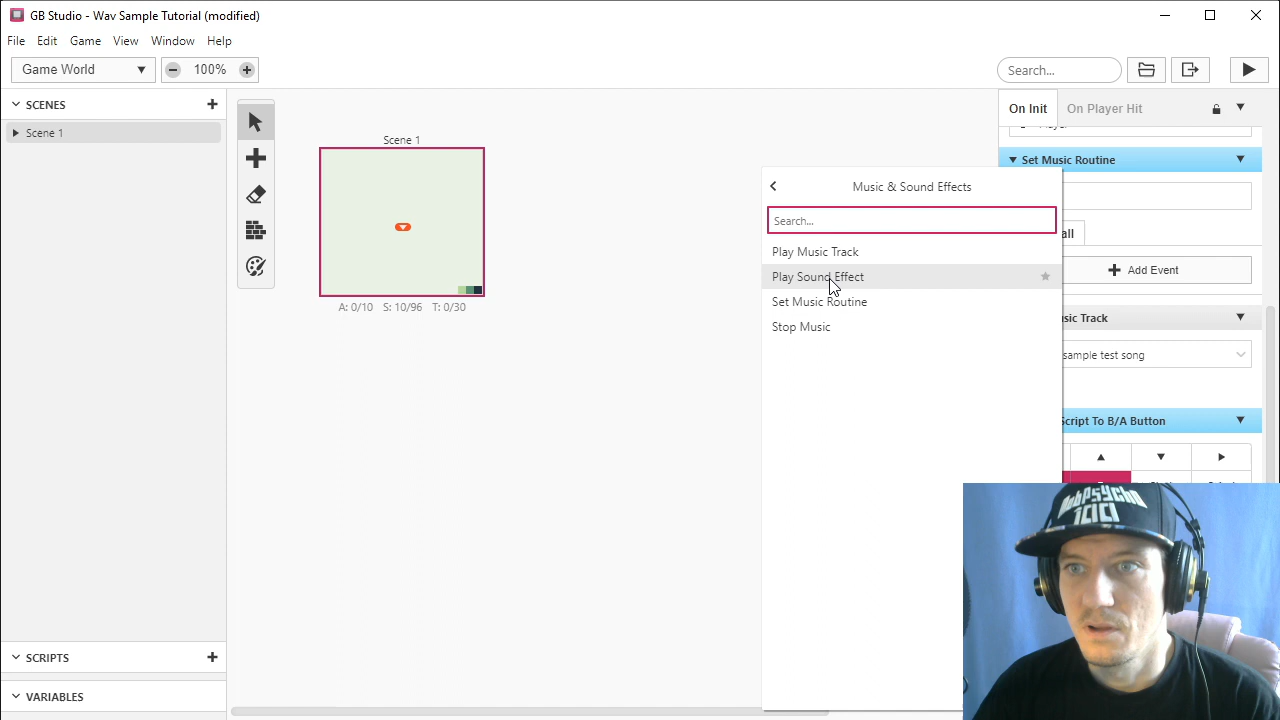 GB Studio - Wav Sample Tutorial (modified)
File Edit Game View Window Help
Game World
100%
Search...
SCENES
Scene 1
Scene 1
A: 0/10 S: 10/96 T: 0/30
Music & Sound Effects
Search...
Play Music Track
Play Sound Effect
Set Music Routine
Stop Music
On Init
On Player Hit
Set Music Routine
all
Add Event
sic Track
sample test song
Script To B/A Button
SCRIPTS
VARIABLES